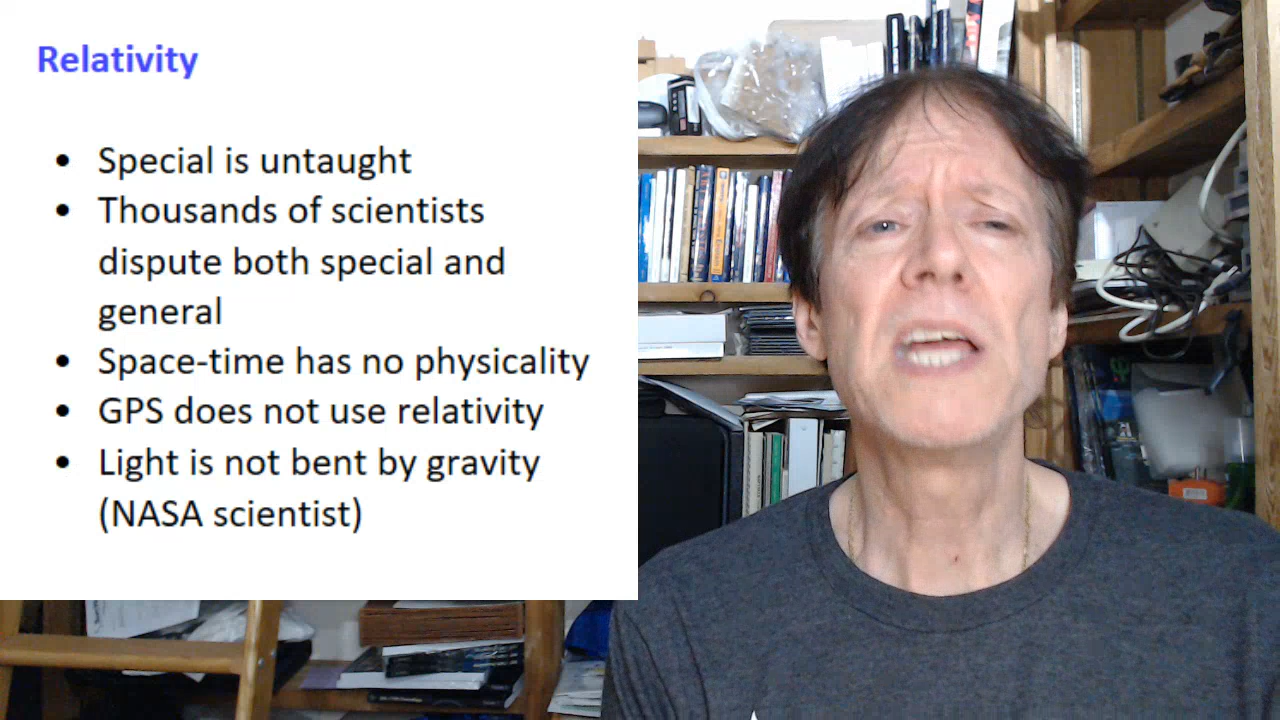 Relativity
• Special is untaught
• Thousands of scientists
dispute both special and
general
• Space-time has no physicality
• GPS does not use relativity
• Light is not bent by gravity
(NASA scientist)